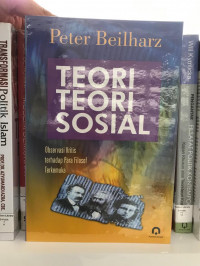 Peter Beilharz
TEORI
TEORI
SOSIAL
Observasi Kritis
terhadap Para Filosof
Terkemuka
TRANSFORMASI
Politik Islam